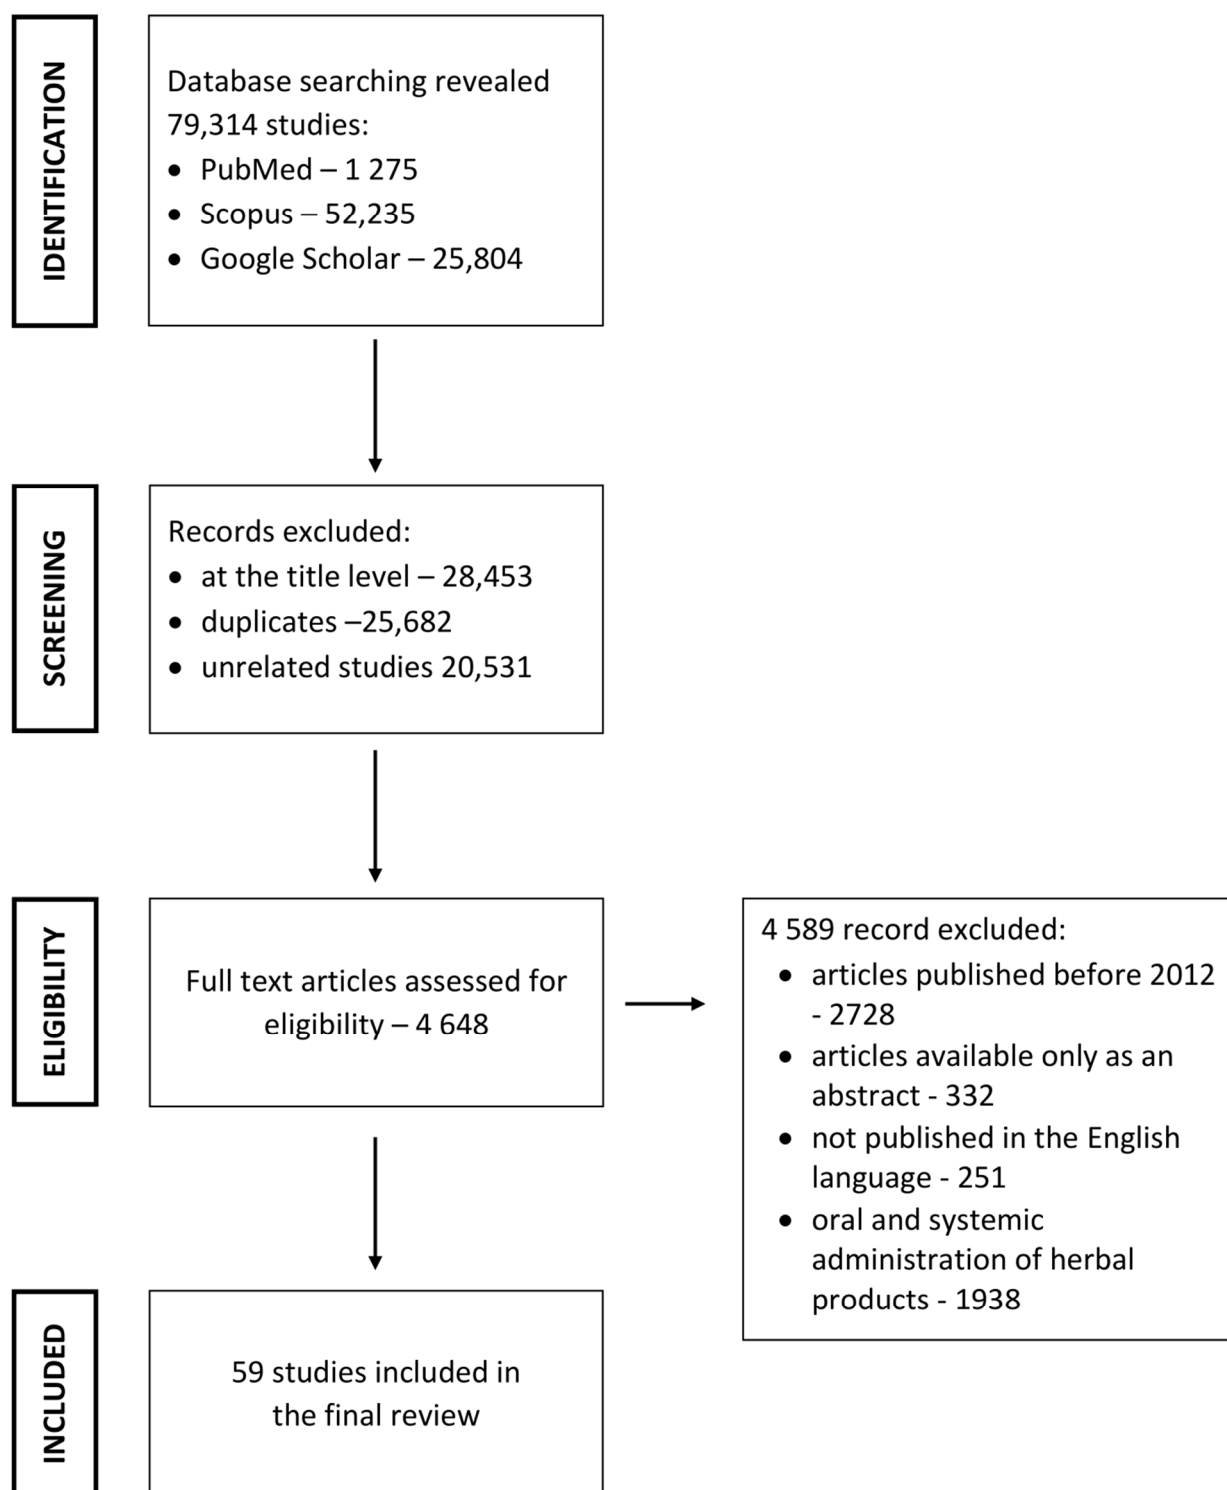 IDENTIFICATION
Database searching revealed
79,314 studies:
• PubMed – 1 275
• Scopus – 52,235
• Google Scholar – 25,804
SCREENING
Records excluded:
• at the title level – 28,453
• duplicates –25,682
• unrelated studies 20,531
ELIGIBILITY
Full text articles assessed for
eligibility – 4 648
4 589 record excluded:
• articles published before 2012
- 2728
• articles available only as an
abstract - 332
• not published in the English
language - 251
• oral and systemic
administration of herbal
products - 1938
INCLUDED
59 studies included in
the final review